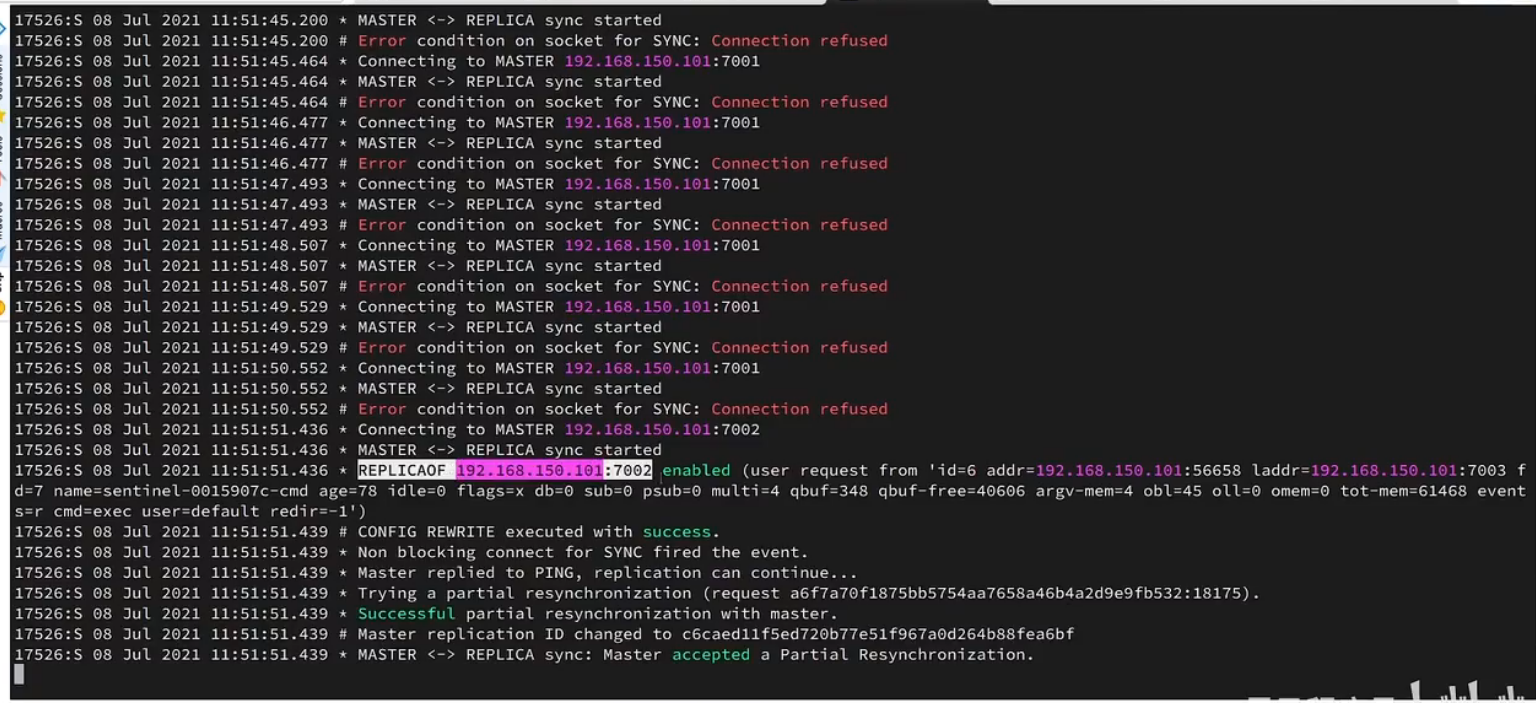 17526:S 08 Jul 2021 11:51:45.200 * MASTER <-> REPLICA sync started
17526:S 08 Jul 2021 11:51:45.200 # Error condition on socket for SYNC: Connection refused
17526:S 08 Jul 2021 11:51:45.464 * Connecting to MASTER 192.168.150.101:7001
17526:S 08 Jul 2021 11:51:45.464 * MASTER <-> REPLICA sync started
17526:S 08 Jul 2021 11:51:45.464 # Error condition on socket for SYNC: Connection refused
17526:S 08 Jul 2021 11:51:46.477 * Connecting to MASTER 192.168.150.101:7001
17526:S 08 Jul 2021 11:51:46.477 * MASTER <-> REPLICA sync started
17526:S 08 Jul 2021 11:51:46.477 # Error condition on socket for SYNC: Connection refused
17526:S 08 Jul 2021 11:51:47.493 * Connecting to MASTER 192.168.150.101:7001
17526:S 08 Jul 2021 11:51:47.493 * MASTER <-> REPLICA sync started
17526:S 08 Jul 2021 11:51:47.493 # Error condition on socket for SYNC: Connection refused
17526:S 08 Jul 2021 11:51:48.507 * Connecting to MASTER 192.168.150.101:7001
17526:S 08 Jul 2021 11:51:48.507 * MASTER <-> REPLICA sync started
17526:S 08 Jul 2021 11:51:48.507 # Error condition on socket for SYNC: Connection refused
17526:S 08 Jul 2021 11:51:49.529 * Connecting to MASTER 192.168.150.101:7001
17526:S 08 Jul 2021 11:51:49.529 * MASTER <-> REPLICA sync started
17526:S 08 Jul 2021 11:51:49.529 # Error condition on socket for SYNC: Connection refused
17526:S 08 Jul 2021 11:51:50.552 * Connecting to MASTER 192.168.150.101:7001
17526:S 08 Jul 2021 11:51:50.552 * MASTER <-> REPLICA sync started
17526:S 08 Jul 2021 11:51:50.552 # Error condition on socket for SYNC: Connection refused
17526:S 08 Jul 2021 11:51:51.436 * Connecting to MASTER 192.168.150.101:7002
17526:S 08 Jul 2021 11:51:51.436 * MASTER <-> REPLICA sync started
17526:S 08 Jul 2021 11:51:51.436 * REPLICAOF 192.168.150.101:7002 enabled (user request from 'id=6 addr=192.168.150.101:56658 laddr=192.168.150.101:7003 f
d=7 name=sentinel-0015907c-cmd age=78 idle=0 flags=x db=0 sub=0 psub=0 multi=4 qbuf=348 qbuf-free=40606 argv-mem=4 obl=45 oll=0 omem=0 tot-mem=61468 event
s=r cmd=exec user=default redir=-1')
17526:S 08 Jul 2021 11:51:51.439 # CONFIG REWRITE executed with success.
17526:S 08 Jul 2021 11:51:51.439 * Non blocking connect for SYNC fired the event.
17526:S 08 Jul 2021 11:51:51.439 * Master replied to PING, replication can continue...
17526:S 08 Jul 2021 11:51:51.439 * Trying a partial resynchronization (request a6f7a70f1875bb5754aa7658a46b4a2d9e9fb532:18175).
17526:S 08 Jul 2021 11:51:51.439 * Successful partial resynchronization with master.
17526:S 08 Jul 2021 11:51:51.439 # Master replication ID changed to c6caed11f5ed720b77e51f967a0d264b88fea6bf
17526:S 08 Jul 2021 11:51:51.439 * MASTER <-> REPLICA sync: Master accepted a Partial Resynchronization.